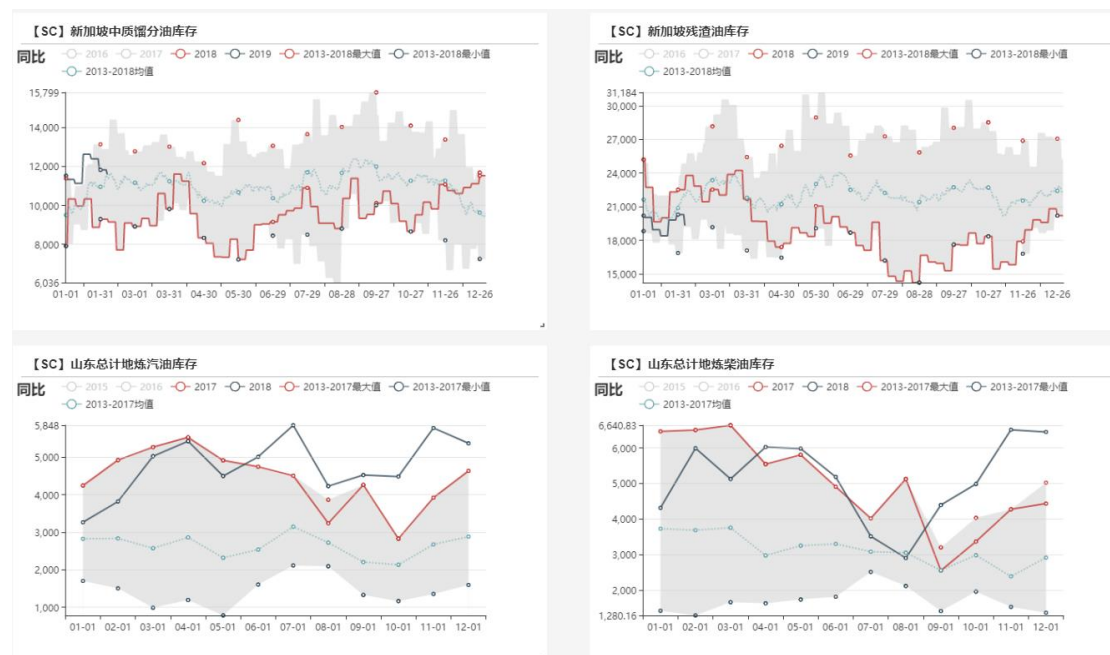 【SC】新加坡中质馏分油库存
同比
2016 2017 2018 2019 2013-2018最大值 2013-2018最小值
2013-2018均值
15,799
14,000
12,000
10,000
8,000
6,036
01-01 01-31 03-01 03-31 04-30 05-30 06-29 07-29 08-28 09-27 10-27 11-26 12-26
【SC】新加坡残渣油库存
同比
2016 2017 2018 2019 2013-2018最大值 2013-2018最小值
2013-2018均值
31,184
30,000
27,000
24,000
21,000
18,000
15,000
01-01 01-31 03-01 03-31 04-30 05-30 06-29 07-29 08-28 09-27 10-27 11-26 12-26
【SC】山东总计地炼汽油库存
同比
2015 2016 2017 2018 2013-2017最大值 2013-2017最小值
2013-2017均值
5,848
5,000
4,000
3,000
2,000
1,000
01-01 02-01 03-01 04-01 05-01 06-01 07-01 08-01 09-01 10-01 11-01 12-01
【SC】山东总计地炼柴油库存
同比
2015 2016 2017 2018 2013-2017最大值 2013-2017最小值
2013-2017均值
6,640.83
6,000
5,000
4,000
3,000
2,000
1,280.16
01-01 02-01 03-01 04-01 05-01 06-01 07-01 08-01 09-01 10-01 11-01 12-01